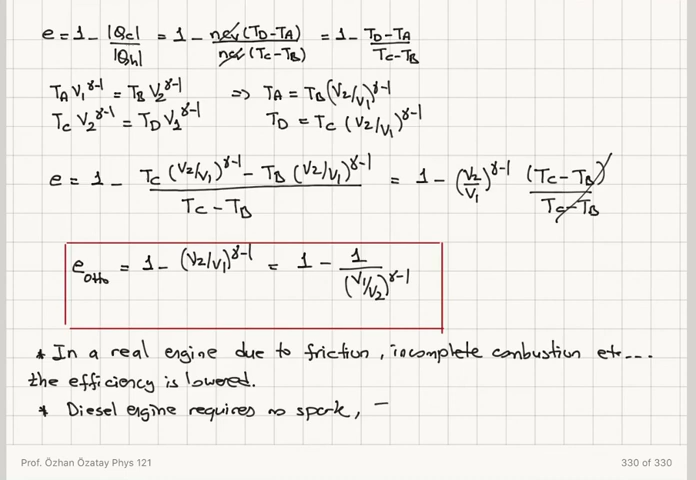 e = 1 - |Qc|/|Qh| = 1 - ncv(TD-TA)/ncv(Tc-TB) = 1 - TD-TA/Tc-TB
TA V1^γ-1 = TB V2^γ-1 => TA = TB(V2/V1)^γ-1
Tc V2^γ-1 = TD V1^γ-1 TD = Tc (V2/V1)^γ-1
e = 1 - Tc (V2/V1)^γ-1 - TB (V2/V1)^γ-1 / Tc - TB = 1 - (V2/V1)^γ-1 (Tc-TB)/Tc-TB
eotto = 1 - (V2/V1)^γ-1 = 1 - 1/(V1/V2)^γ-1
* In a real engine due to friction, incomplete combustion etc....
the efficiency is lowered.
* Diesel engine requires no spark, -
Prof. Özhan Özatay Phys 121
330 of 330